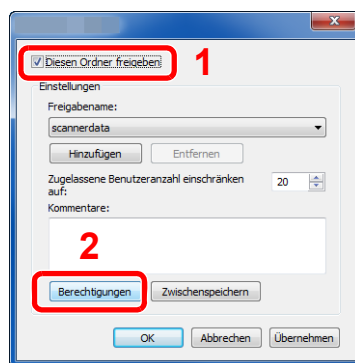 Diesen Ordner freigeben
1
Einstellungen
Freigabename:
scannerdata
Hinzufügen Entfernen
Zugelassene Benutzeranzahl einschränken
auf:
20
Kommentare:
2
Berechtigungen Zwischenspeichern
OK Abbrechen Übernehmen